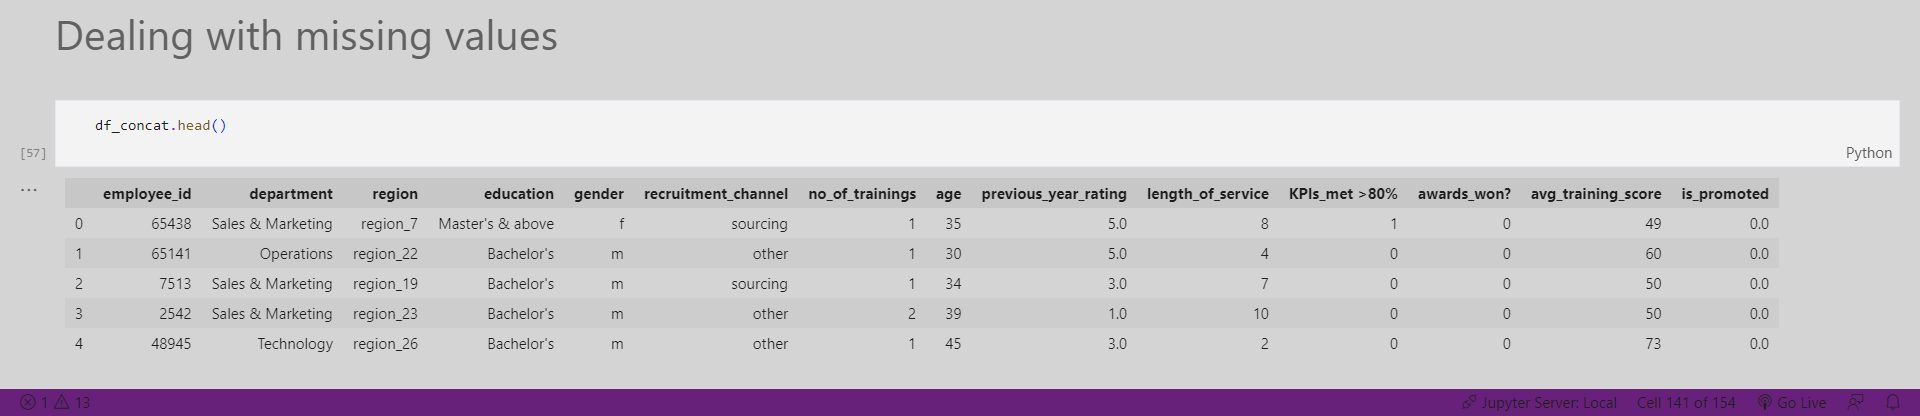 Dealing with missing values
df_concat.head()
[57]
Python
...
employee_id department region education gender recruitment_channel no_of_trainings age previous_year_rating length_of_service KPIs_met >80% awards_won? avg_training_score is_promoted
0 65438 Sales & Marketing region_7 Master's & above f sourcing 1 35 5.0 8 1 0 49 0.0
1 65141 Operations region_22 Bachelor's m other 1 30 5.0 4 0 0 60 0.0
2 7513 Sales & Marketing region_19 Bachelor's m sourcing 1 34 3.0 7 0 0 50 0.0
3 2542 Sales & Marketing region_23 Bachelor's m other 2 39 1.0 10 0 0 50 0.0
4 48945 Technology region_26 Bachelor's m other 1 45 3.0 2 0 0 73 0.0
1 13 Jupyter Server: Local Cell 141 of 154 Go Live